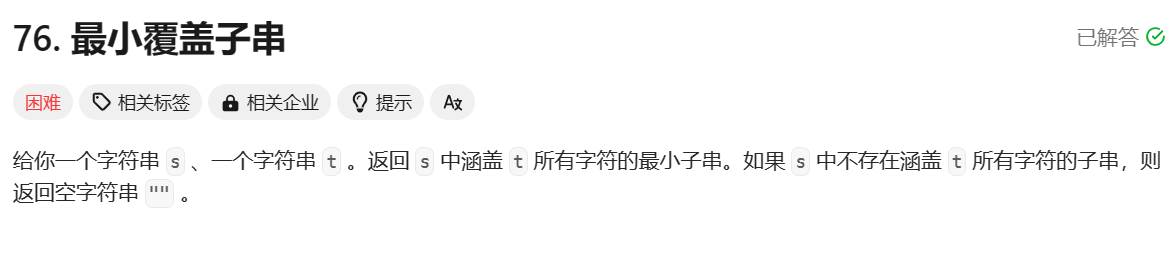 76. 最小覆盖子串
已解答
困难 相关标签 相关企业 提示 Ax
给你一个字符串 s 、一个字符串 t 。返回 s 中涵盖 t 所有字符的最小子串。如果 s 中不存在涵盖 t 所有字符的子串，则
返回空字符串 "" 。